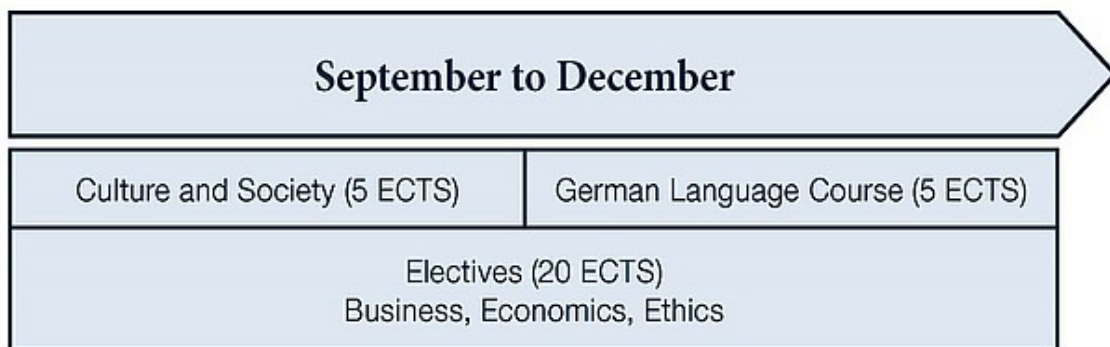 September to December
Culture and Society (5 ECTS)
German Language Course (5 ECTS)
Electives (20 ECTS)
Business, Economics, Ethics